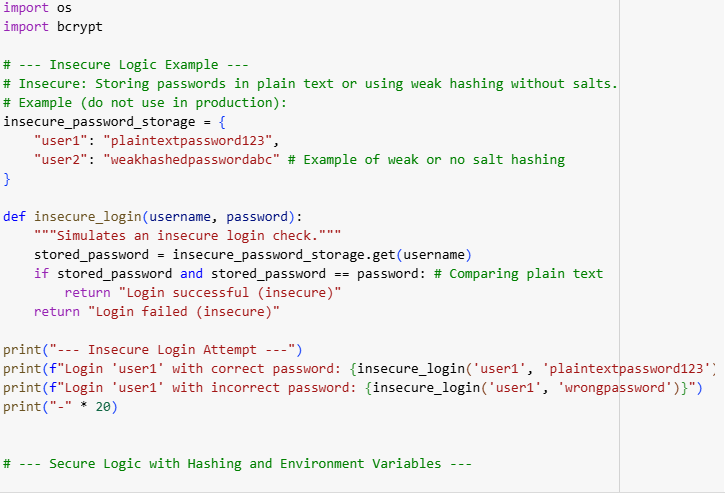 import os
import bcrypt

# --- Insecure Logic Example ---
# Insecure: Storing passwords in plain text or using weak hashing without salts.
# Example (do not use in production):
insecure_password_storage = {
    "user1": "plaintextpassword123",
    "user2": "weakhashedpasswordabc" # Example of weak or no salt hashing
}

def insecure_login(username, password):
    """Simulates an insecure login check."""
    stored_password = insecure_password_storage.get(username)
    if stored_password and stored_password == password: # Comparing plain text
        return "Login successful (insecure)"
    return "Login failed (insecure)"

print("--- Insecure Login Attempt ---")
print(f"Login 'user1' with correct password: {insecure_login('user1', 'plaintextpassword123')
print(f"Login 'user1' with incorrect password: {insecure_login('user1', 'wrongpassword')}")
print("-" * 20)


# --- Secure Logic with Hashing and Environment Variables ---